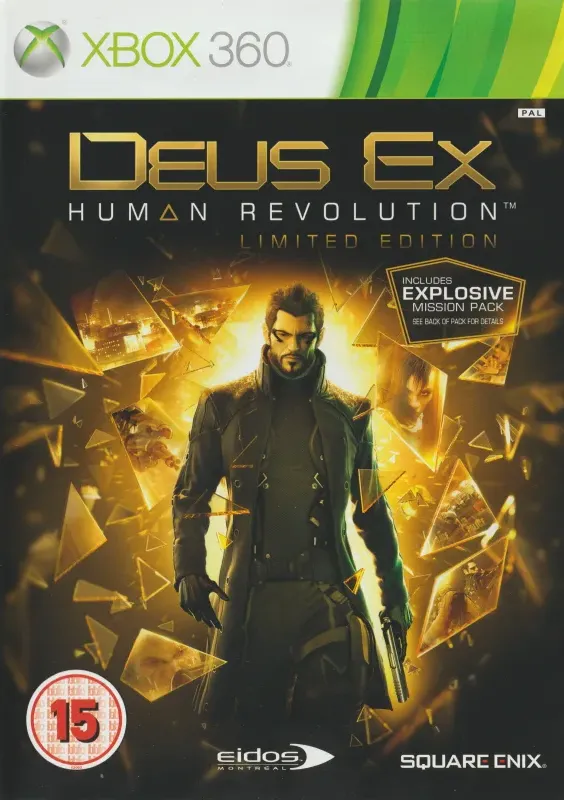 XBOX 360
PAL
DEUS EX
HUMAN REVOLUTION™
LIMITED EDITION
INCLUDES
EXPLOSIVE
MISSION PACK
SEE BACK OF PACK FOR DETAILS
15
eidos
MONTREAL
SQUARE ENIX.